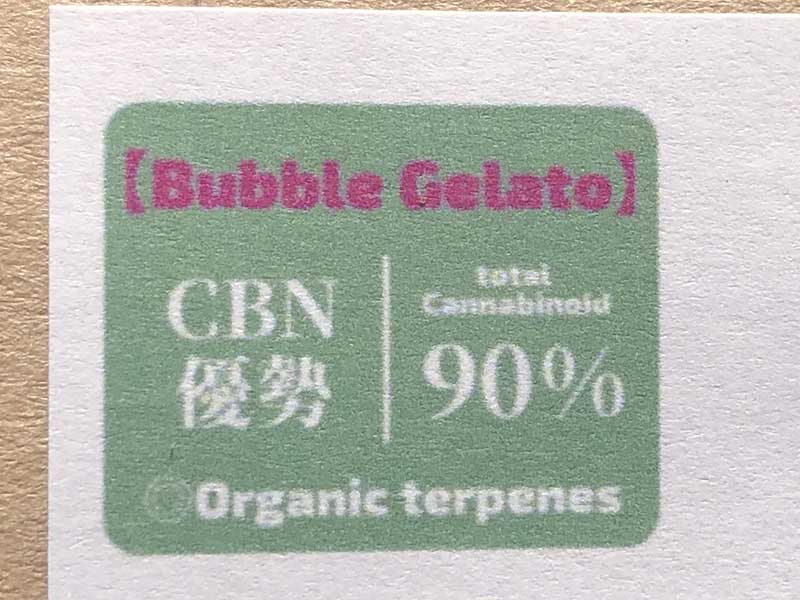 【Bubble Gelato】
CBN
優勢
total
Cannabinoid
90%
◎Organic terpenes